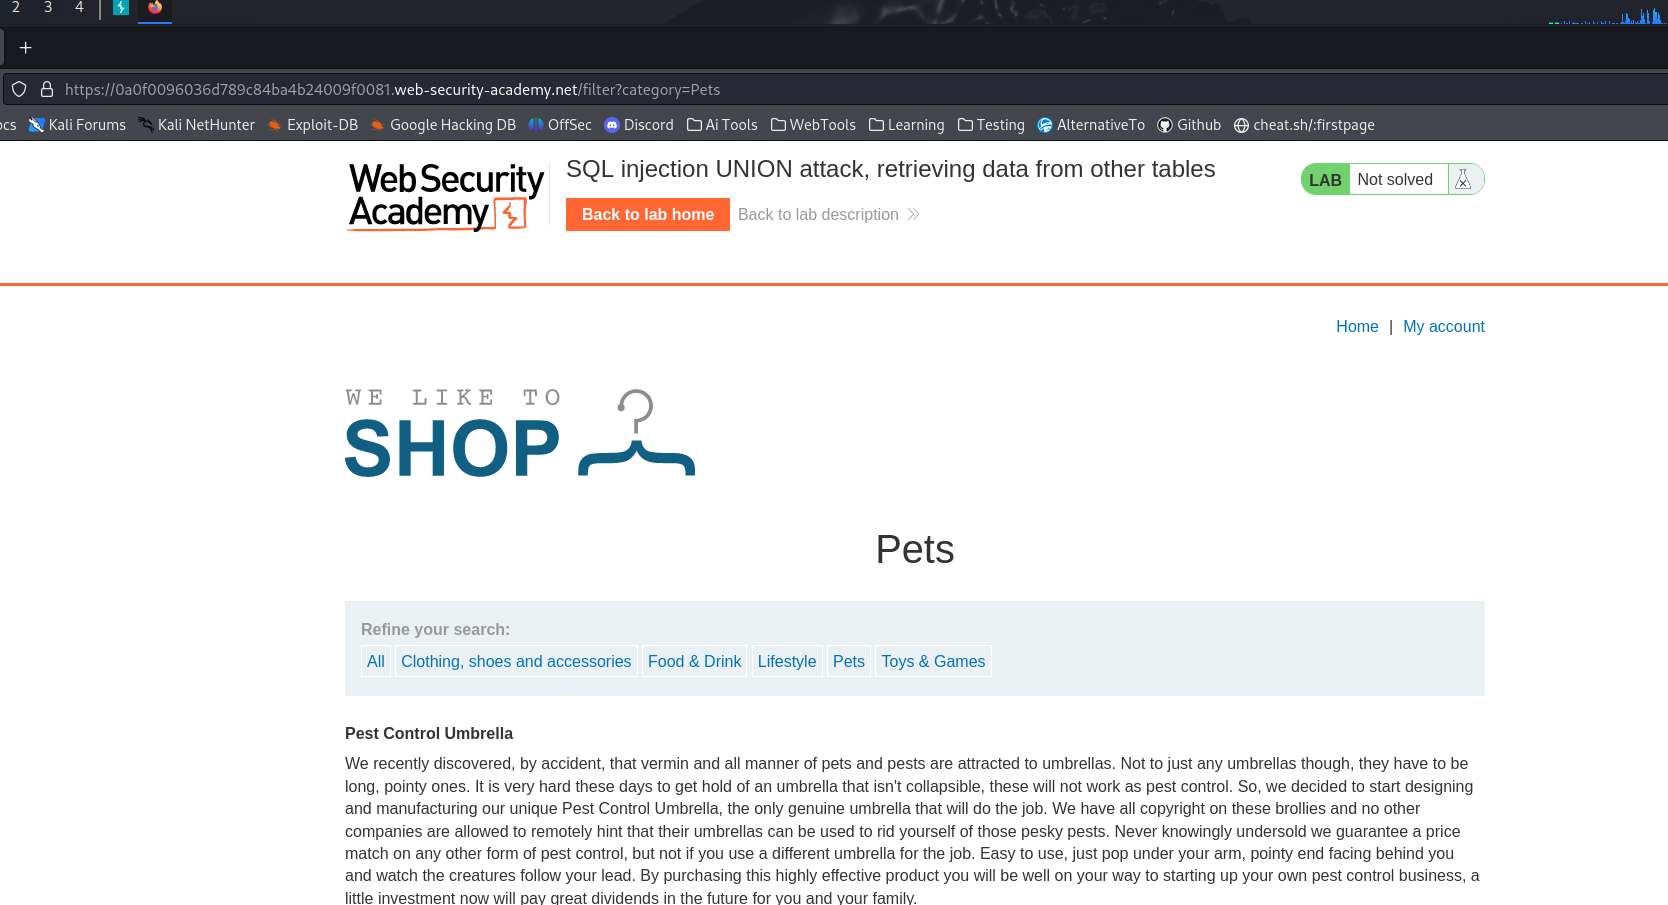 2 3 4
+
https://0a0f0096036d789c84ba4b24009f0081.web-security-academy.net/filter?category=Pets
ocs Kali Forums Kali NetHunter Exploit-DB Google Hacking DB OffSec Discord Ai Tools WebTools Learning Testing AlternativeTo Github cheat.sh/:firstpage
Web Security
Academy
SQL injection UNION attack, retrieving data from other tables
Back to lab home Back to lab description
LAB Not solved
Home | My account
WE LIKE TO
SHOP
Pets
Refine your search:
All Clothing, shoes and accessories Food & Drink Lifestyle Pets Toys & Games
Pest Control Umbrella
We recently discovered, by accident, that vermin and all manner of pets and pests are attracted to umbrellas. Not to just any umbrellas though, they have to be
long, pointy ones. It is very hard these days to get hold of an umbrella that isn't collapsible, these will not work as pest control. So, we decided to start designing
and manufacturing our unique Pest Control Umbrella, the only genuine umbrella that will do the job. We have all copyright on these brollies and no other
companies are allowed to remotely hint that their umbrellas can be used to rid yourself of those pesky pests. Never knowingly undersold we guarantee a price
match on any other form of pest control, but not if you use a different umbrella for the job. Easy to use, just pop under your arm, pointy end facing behind you
and watch the creatures follow your lead. By purchasing this highly effective product you will be well on your way to starting up your own pest control business, a
little investment now will pay great dividends in the future for you and your family.